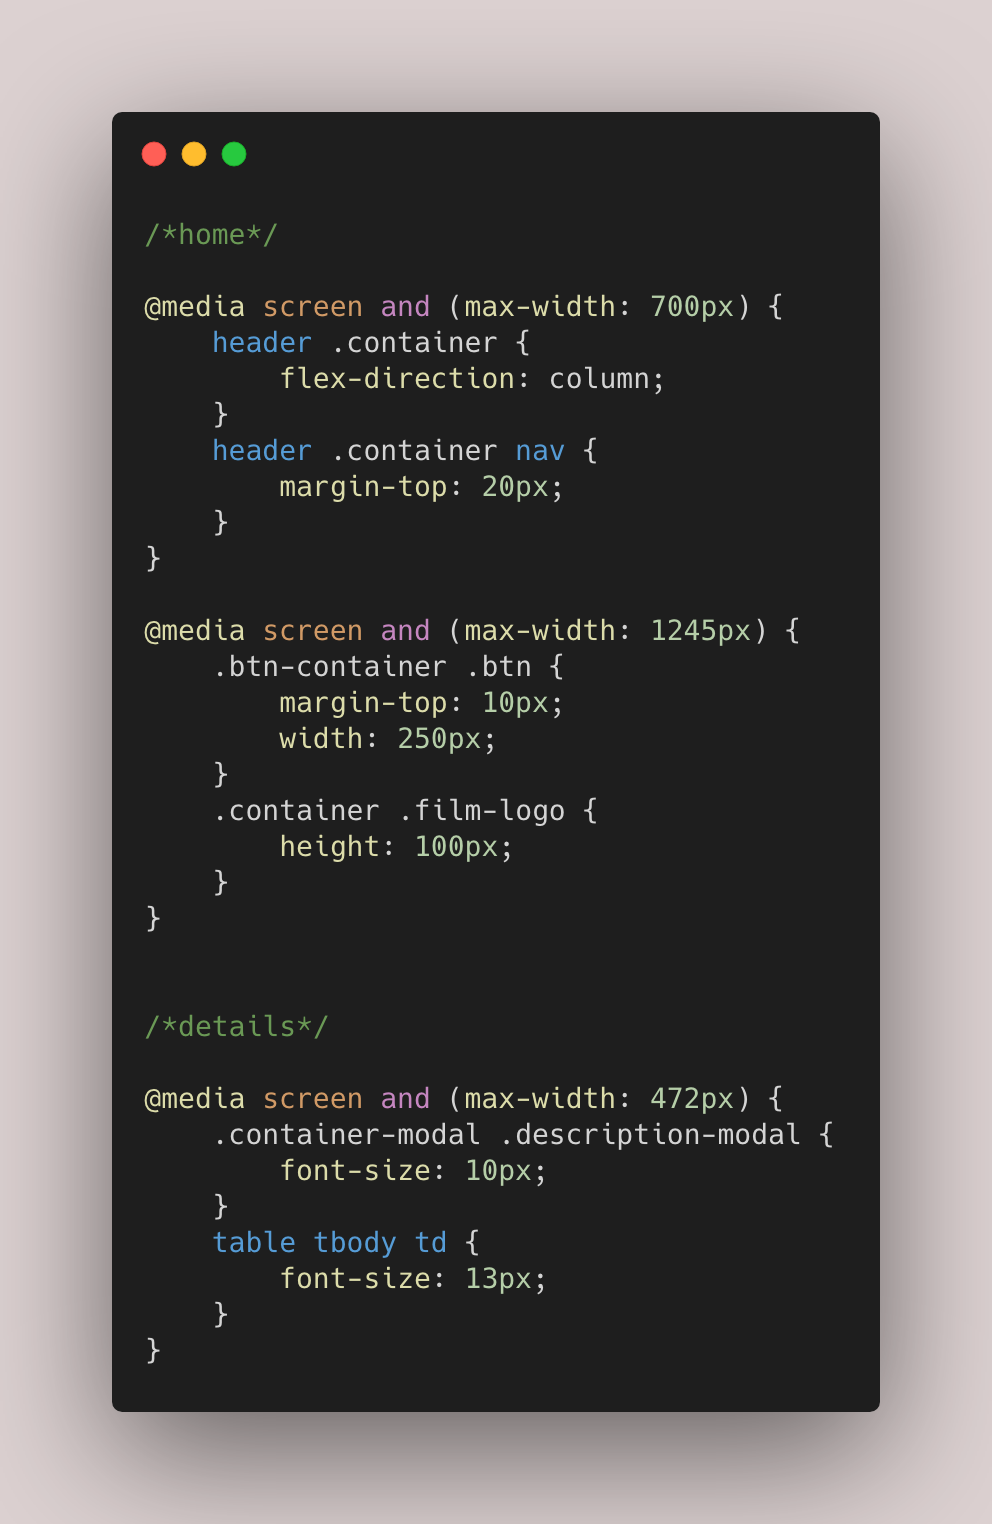 /*home*/

@media screen and (max-width: 700px) {
    header .container {
        flex-direction: column;
    }
    header .container nav {
        margin-top: 20px;
    }
}

@media screen and (max-width: 1245px) {
    .btn-container .btn {
        margin-top: 10px;
        width: 250px;
    }
    .container .film-logo {
        height: 100px;
    }
}


/*details*/

@media screen and (max-width: 472px) {
    .container-modal .description-modal {
        font-size: 10px;
    }
    table tbody td {
        font-size: 13px;
    }
}